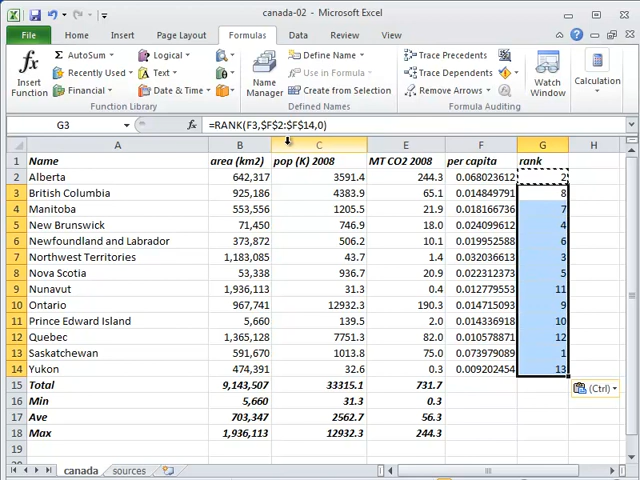 canada-02 - Microsoft Excel
File Home Insert Page Layout Formulas Data Review View
fx Insert Function
Σ AutoSum Logical
Recently Used Text
Financial
Function Library
Name Manager
Define Name
Use in Formula
Create from Selection
Defined Names
Trace Precedents
Trace Dependents
Remove Arrows
Formula Auditing
Watch Window
Calculation
G3 fx =RANK(F3,$F$2:$F$14,0)
A B C D E F G H
1 Name area (km2) pop (K) 2008 MT CO2 2008 per capita rank
2 Alberta 642,317 3591.4 244.3 0.068023612 2
3 British Columbia 925,186 4383.9 65.1 0.014849791 8
4 Manitoba 553,556 1205.5 21.9 0.018166736 7
5 New Brunswick 71,450 746.9 18.0 0.024099612 4
6 Newfoundland and Labrador 373,872 506.2 10.1 0.019952588 6
7 Northwest Territories 1,183,085 43.7 1.4 0.032036613 3
8 Nova Scotia 53,338 936.7 20.9 0.022312373 5
9 Nunavut 1,936,113 31.3 0.4 0.012779553 11
10 Ontario 967,741 12932.3 190.3 0.014715093 9
11 Prince Edward Island 5,660 139.5 2.0 0.014336918 10
12 Quebec 1,365,128 7751.3 82.0 0.010578871 12
13 Saskatchewan 591,670 1013.8 75.0 0.073979089 1
14 Yukon 474,391 32.6 0.3 0.009202454 13
15 Total 9,143,507 33315.1 731.7
(Ctrl)
16 Min 5,660 31.3 0.3
17 Ave 703,347 2562.7 56.3
18 Max 1,936,113 12932.3 244.3
19
canada sources